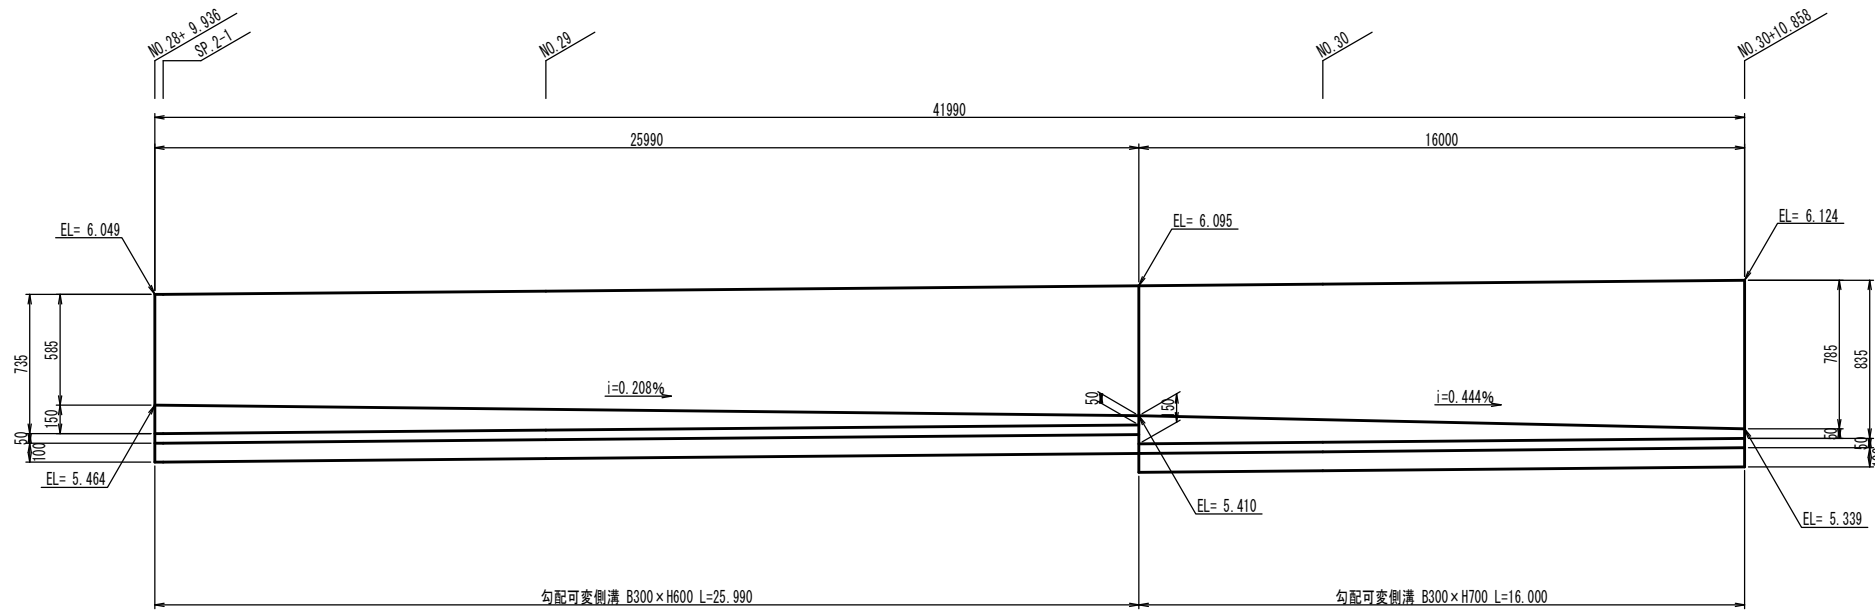 NO.28+ 9.936
SP.2-1
NO.29
NO.30
NO.30+10.858
41990
25990
16000
EL= 6.049
EL= 6.095
EL= 6.124
735
585
150
50
100
i=0.208%
50
150
i=0.444%
785
835
50
50
100
EL= 5.464
EL= 5.410
EL= 5.339
勾配可変側溝 B300×H600 L=25.990
勾配可変側溝 B300×H700 L=16.000